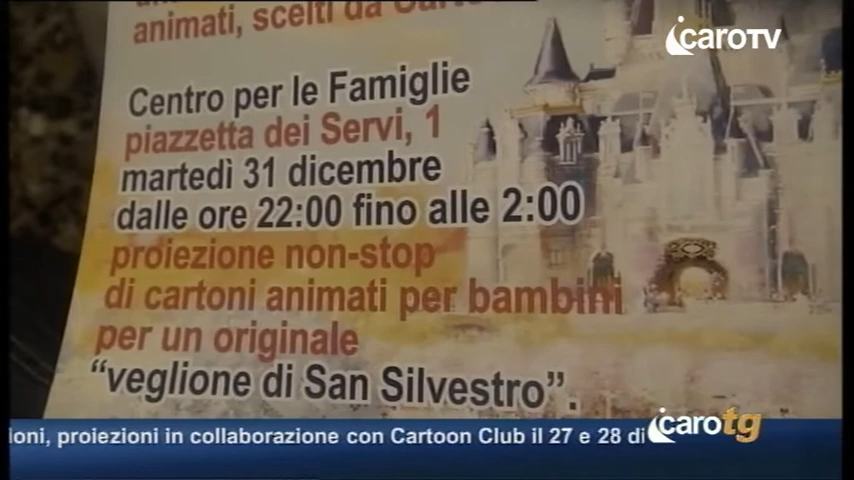 animati, scelti da
Centro per le Famiglie
piazzetta dei Servi, 1
martedì 31 dicembre
dalle ore 22:00 fino alle 2:00
proiezione non-stop
di cartoni animati per bambini
per un originale
“veglione di San Silvestro”.
icaroTV
ioni, proiezioni in collaborazione con Cartoon Club il 27 e 28 di
icarotg